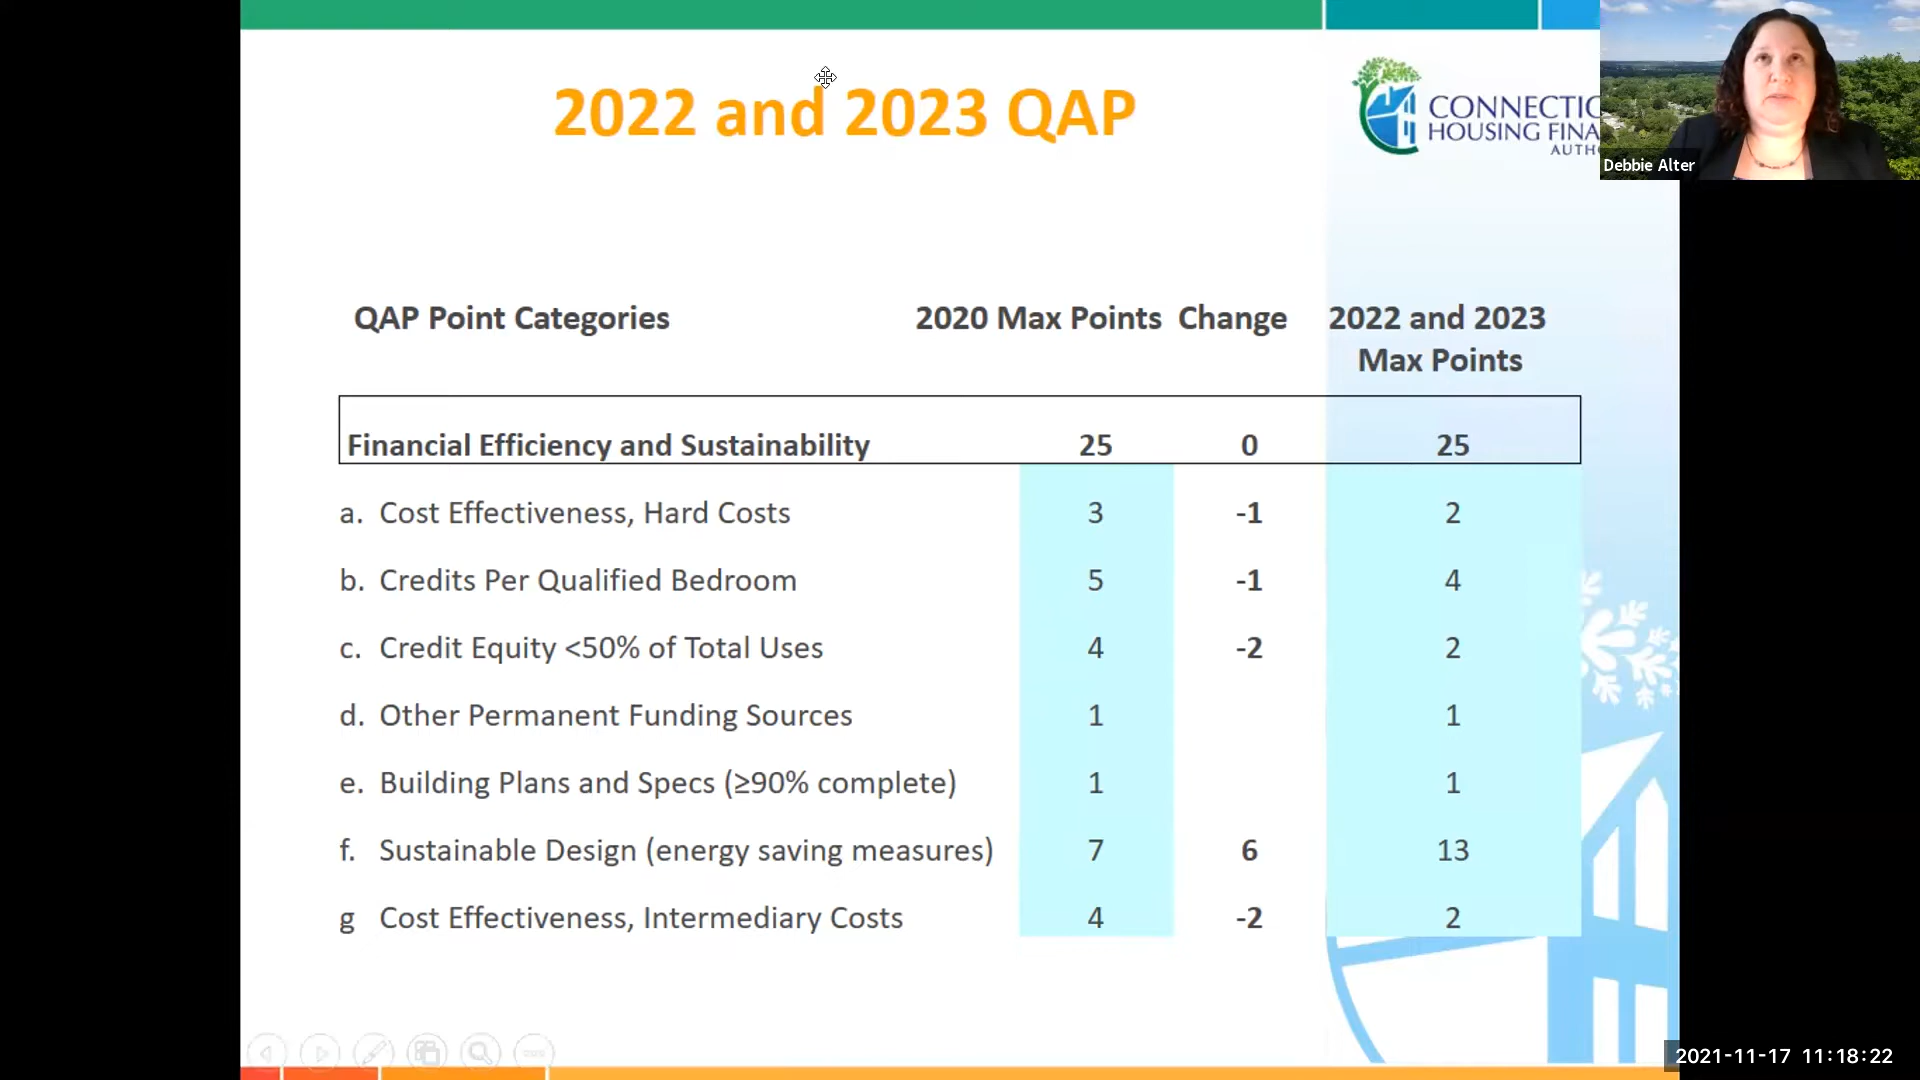 2022 and 2023 QAP
CONNECTIC
HOUSING FINA
AUTH
Debbie Alter
QAP Point Categories 2020 Max Points Change 2022 and 2023
Max Points
Financial Efficiency and Sustainability 25 0 25
a. Cost Effectiveness, Hard Costs 3 -1 2
b. Credits Per Qualified Bedroom 5 -1 4
c. Credit Equity <50% of Total Uses 4 -2 2
d. Other Permanent Funding Sources 1 1
e. Building Plans and Specs (≥90% complete) 1 1
f. Sustainable Design (energy saving measures) 7 6 13
g Cost Effectiveness, Intermediary Costs 4 -2 2
2021-11-17 11:18:22